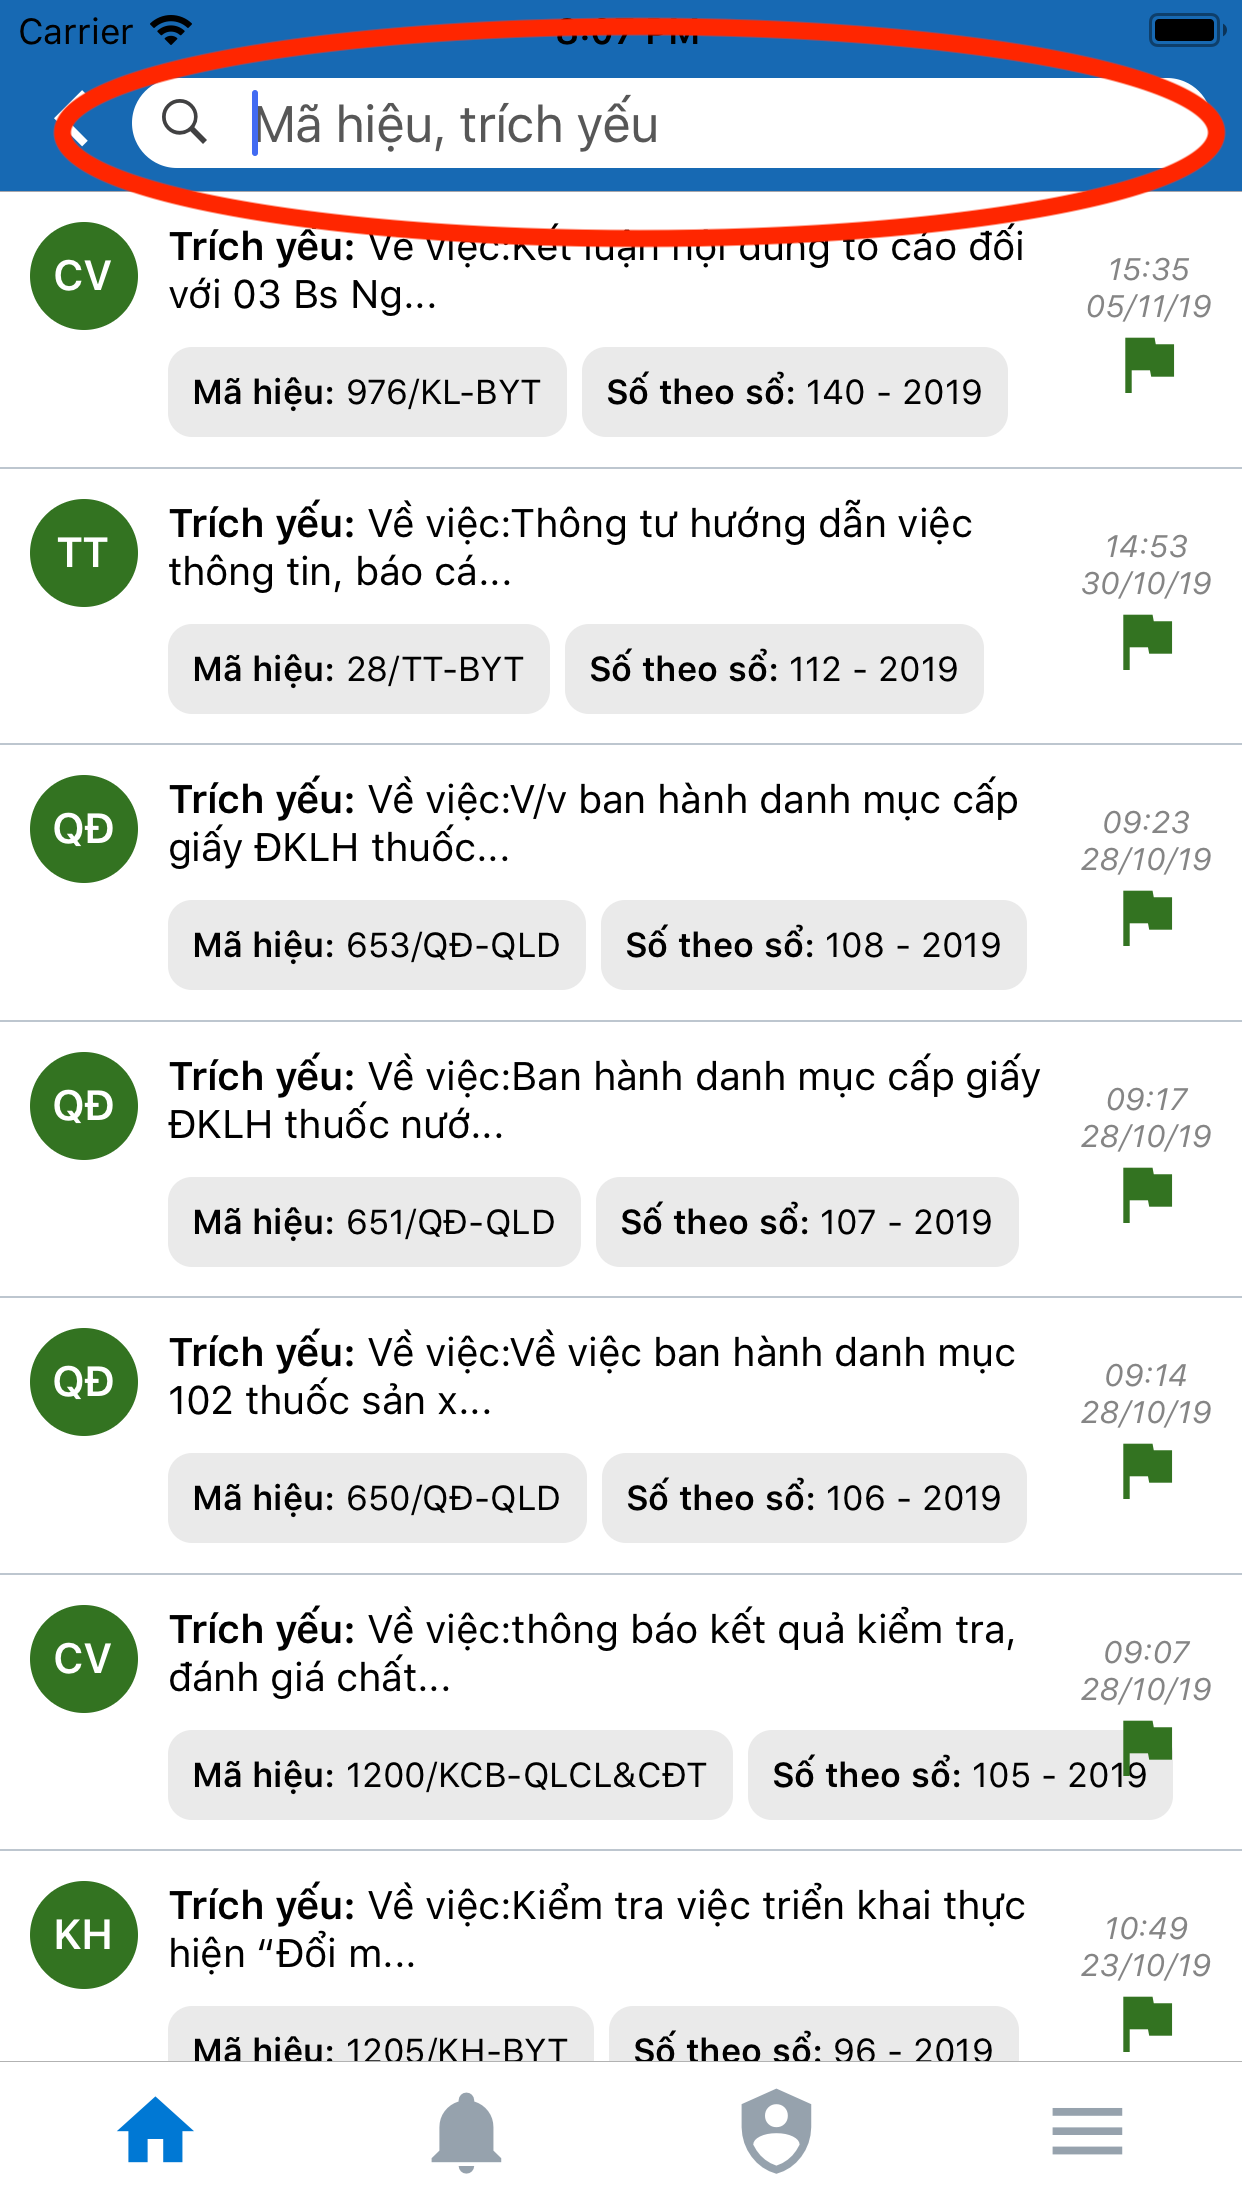 Carrier
Mã hiệu, trích yếu
CV
Trích yếu: Về việc:Kết luận nội dung tố cáo đối
với 03 Bs Ng...
15:35
05/11/19
Mã hiệu: 976/KL-BYT
Số theo sổ: 140 - 2019
TT
Trích yếu: Về việc:Thông tư hướng dẫn việc
thông tin, báo cá...
14:53
30/10/19
Mã hiệu: 28/TT-BYT
Số theo sổ: 112 - 2019
QĐ
Trích yếu: Về việc:V/v ban hành danh mục cấp
giấy ĐKLH thuốc...
09:23
28/10/19
Mã hiệu: 653/QĐ-QLD
Số theo sổ: 108 - 2019
QĐ
Trích yếu: Về việc:Ban hành danh mục cấp giấy
ĐKLH thuốc nướ...
09:17
28/10/19
Mã hiệu: 651/QĐ-QLD
Số theo sổ: 107 - 2019
QĐ
Trích yếu: Về việc:Về việc ban hành danh mục
102 thuốc sản x...
09:14
28/10/19
Mã hiệu: 650/QĐ-QLD
Số theo sổ: 106 - 2019
CV
Trích yếu: Về việc:thông báo kết quả kiểm tra,
đánh giá chất...
09:07
28/10/19
Mã hiệu: 1200/KCB-QLCL&CĐT
Số theo sổ: 105 - 2019
KH
Trích yếu: Về việc:Kiểm tra việc triển khai thực
hiện “Đổi m...
10:49
23/10/19
Mã hiệu: 1205/KH-BYT
Số theo sổ: 96 - 2019